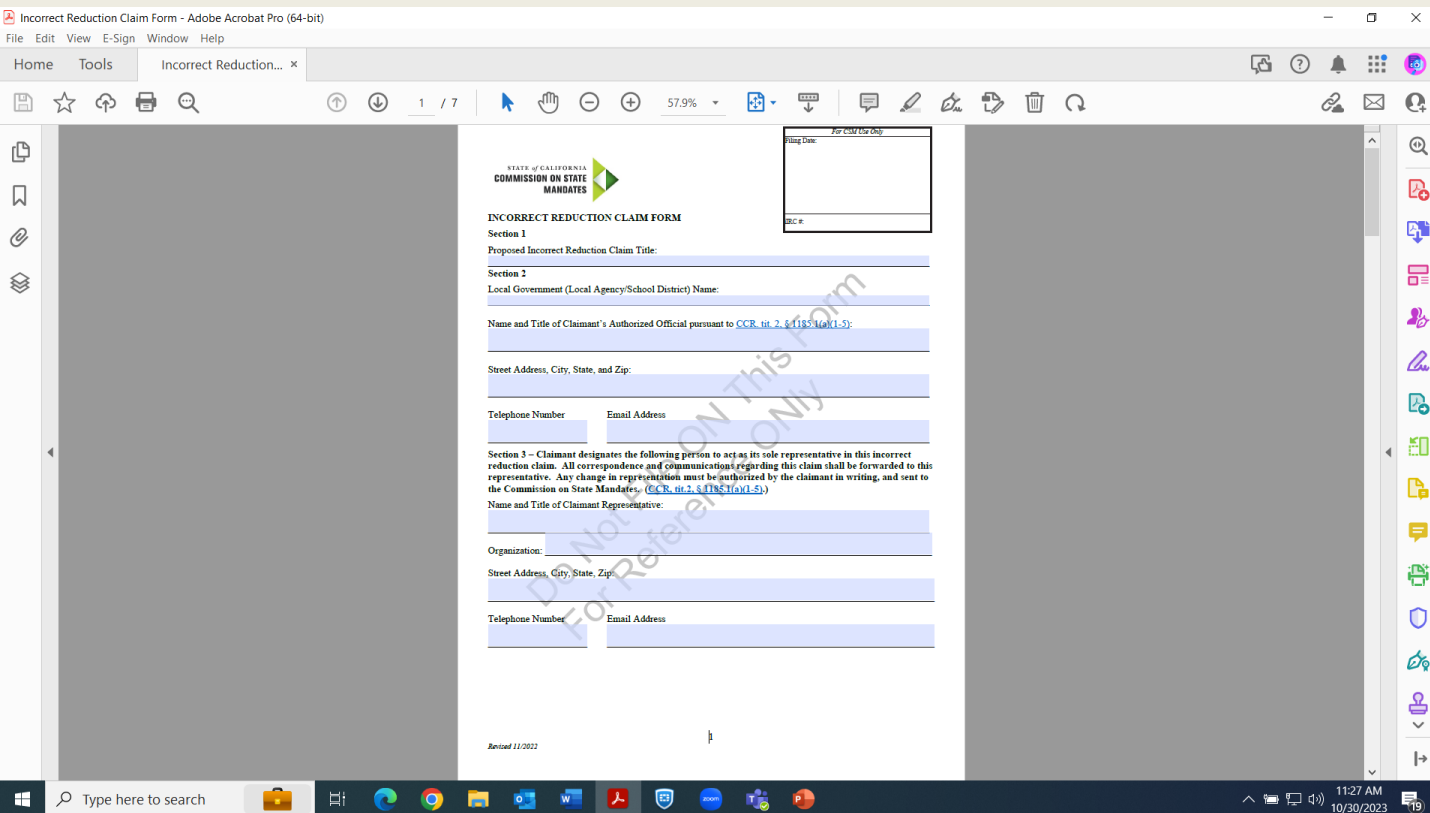 Incorrect Reduction Claim Form - Adobe Acrobat Pro (64-bit)
File Edit View E-Sign Window Help
Home Tools Incorrect Reduction... ×
1 / 7 57.9%
For CSM Use Only
Filing Date:
STATE of CALIFORNIA
COMMISSION ON STATE
MANDATES
INCORRECT REDUCTION CLAIM FORM
IRC #:
Section 1
Proposed Incorrect Reduction Claim Title:
Section 2
Local Government (Local Agency/School District) Name:
Name and Title of Claimant's Authorized Official pursuant to CCR, tit. 2, § 1185.1(a)(1-5):
Street Address, City, State, and Zip:
Telephone Number Email Address
Section 3 – Claimant designates the following person to act as its sole representative in this incorrect
reduction claim. All correspondence and communications regarding this claim shall be forwarded to this
representative. Any change in representation must be authorized by the claimant in writing, and sent to
the Commission on State Mandates. (CCR, tit.2, § 1185.1(a)(1-5).)
Name and Title of Claimant Representative:
Organization:
Street Address, City, State, Zip:
Telephone Number Email Address
Do Not File ON This Form
For Reference ONly
1
Revised 11/2022
Type here to search
zoom
11:27 AM
10/30/2023
19